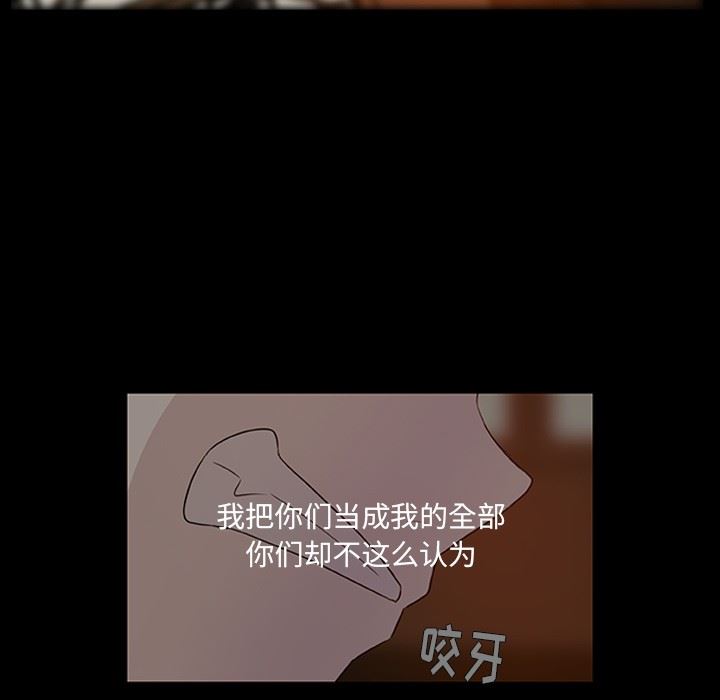 我把你们当成我的全部
你们却不这么认为
咬牙